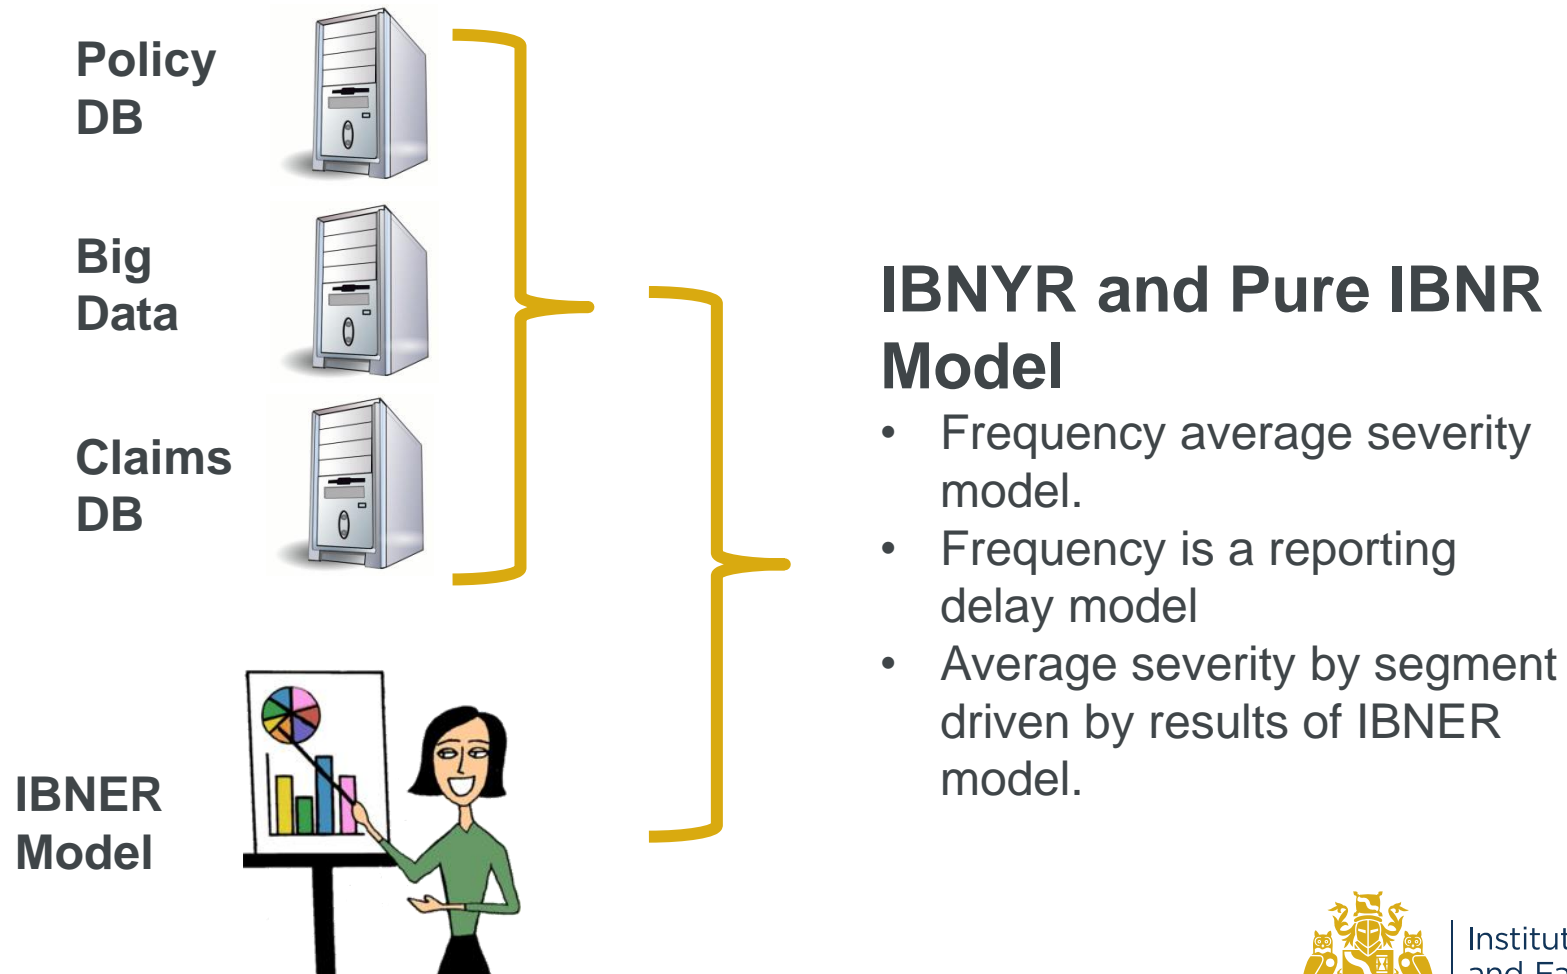 Policy
DB
Big
Data
Claims
DB
IBNER
Model
IBNYR and Pure IBNR
Model
• Frequency average severity
model.
• Frequency is a reporting
delay model
• Average severity by segment
driven by results of IBNER
model.